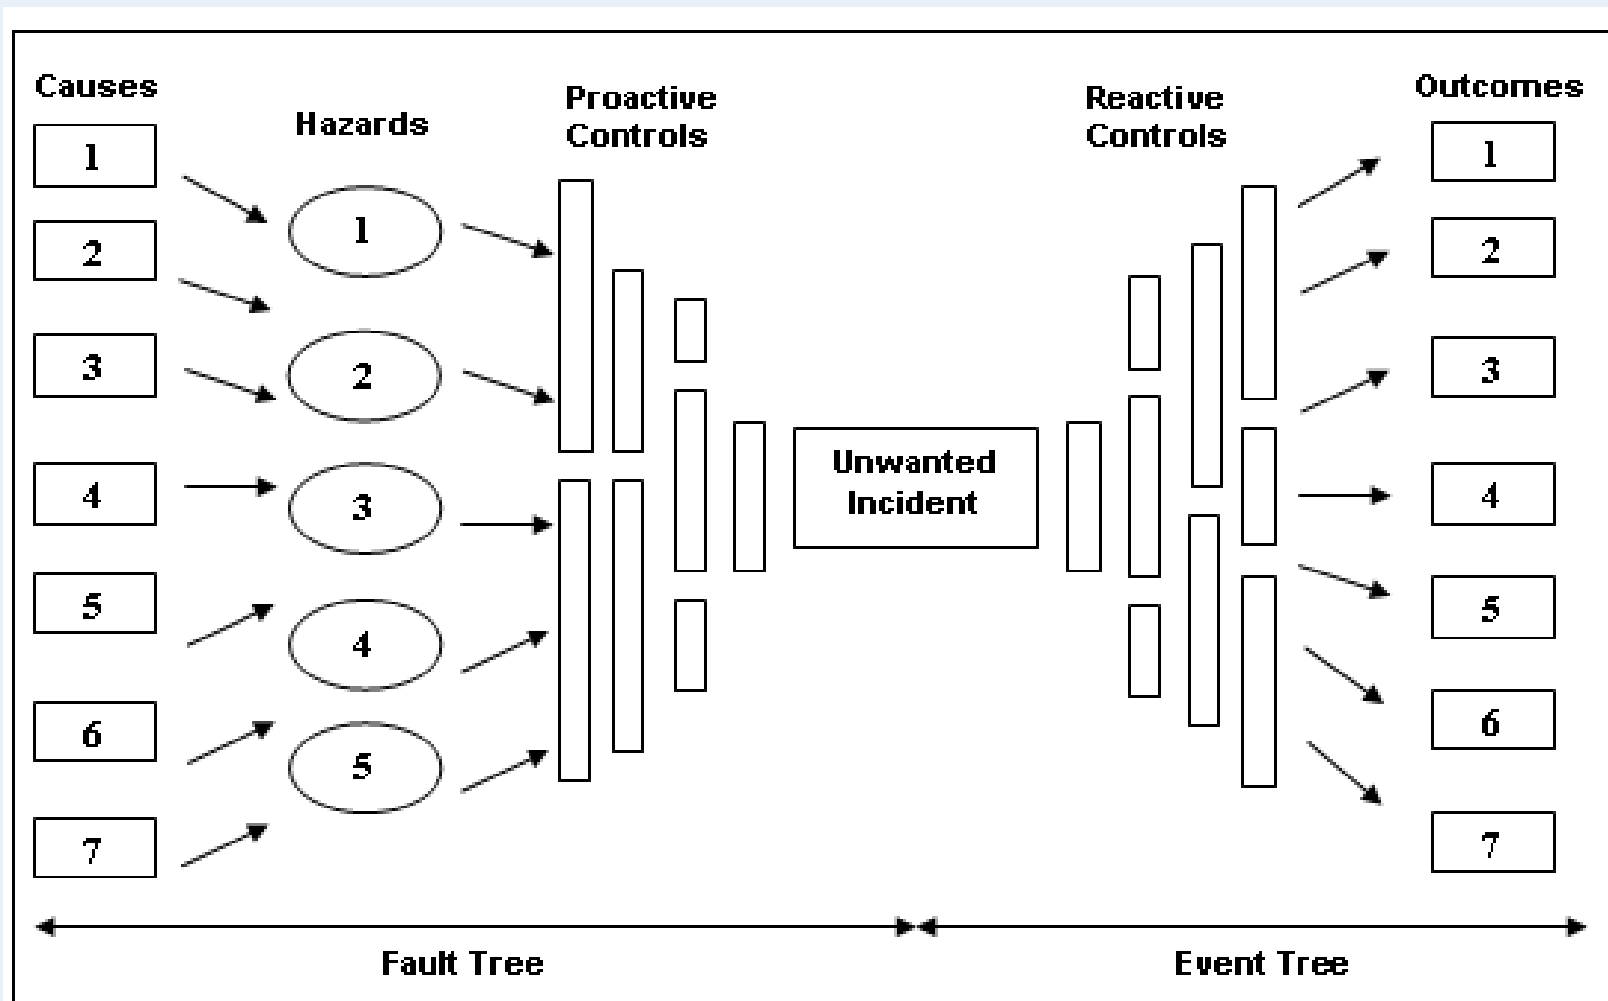 Causes
1
2
3
4
5
6
7
Hazards
1
2
3
4
5
Proactive
Controls
Unwanted
Incident
Reactive
Controls
Outcomes
1
2
3
4
5
6
7
Fault Tree
Event Tree